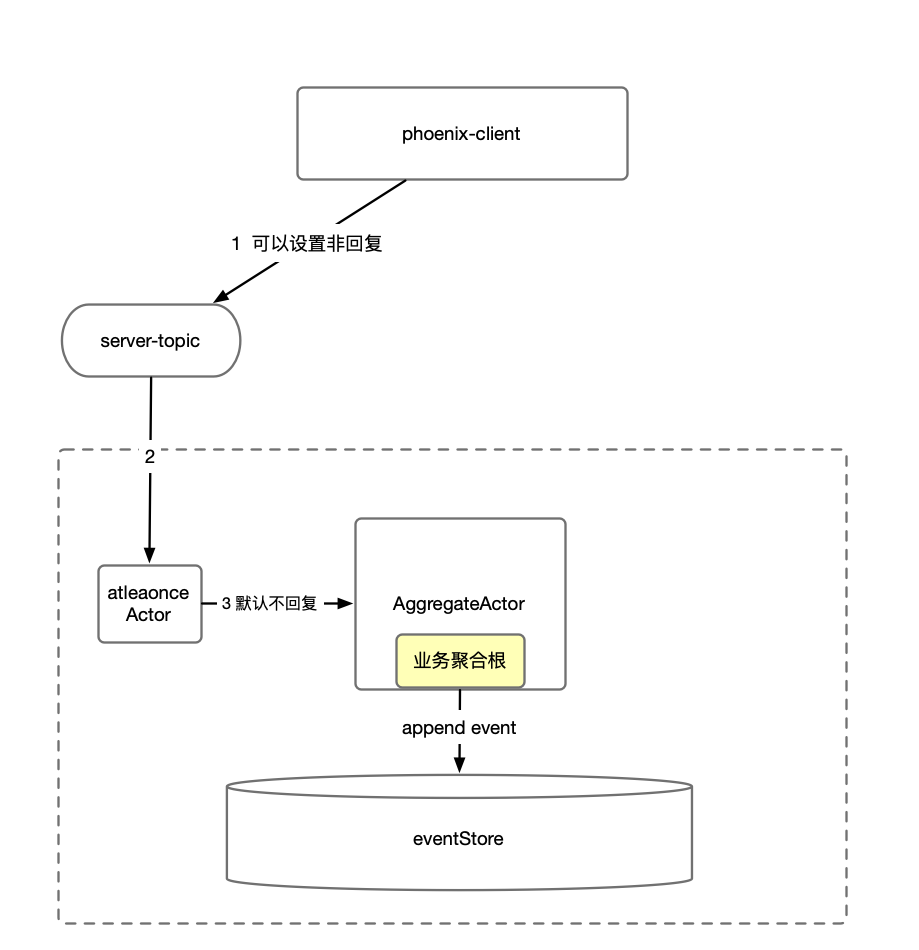 phoenix-client
1 可以设置非回复
server-topic
2
atleaonce
Actor
3 默认不回复
AggregateActor
业务聚合根
append event
eventStore